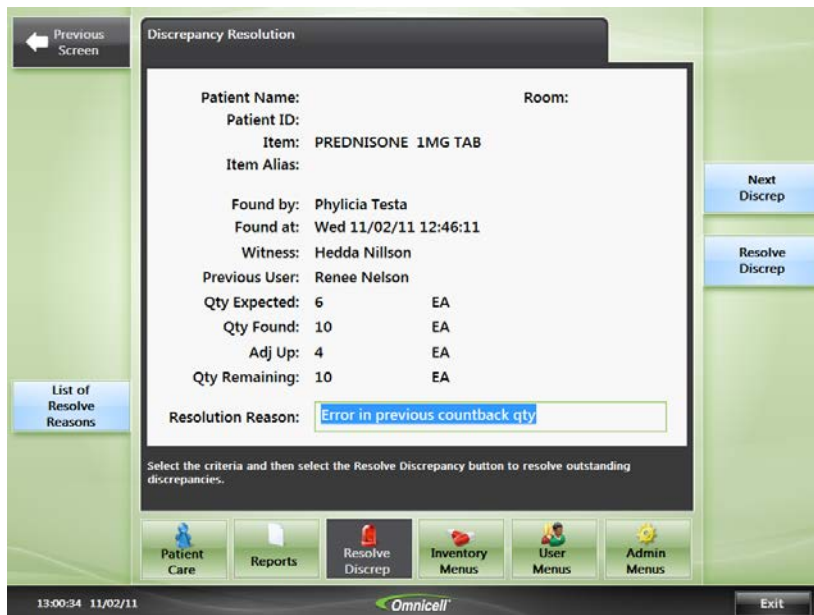 Previous
Screen
Discrepancy Resolution
Patient Name:
Room:
Patient ID:
Item: PREDNISONE 1MG TAB
Item Alias:
Found by: Phylicia Testa
Found at: Wed 11/02/11 12:46:11
Witness: Hedda Nillson
Previous User: Renee Nelson
Qty Expected: 6 EA
Qty Found: 10 EA
Adj Up: 4 EA
Qty Remaining: 10 EA
Resolution Reason: Error in previous countback qty
Next
Discrep
Resolve
Discrep
List of
Resolve
Reasons
Select the criteria and then select the Resolve Discrepancy button to resolve outstanding
discrepancies.
Patient
Care
Reports
Resolve
Discrep
Inventory
Menus
User
Menus
Admin
Menus
13:00:34 11/02/11
Omnicell
Exit